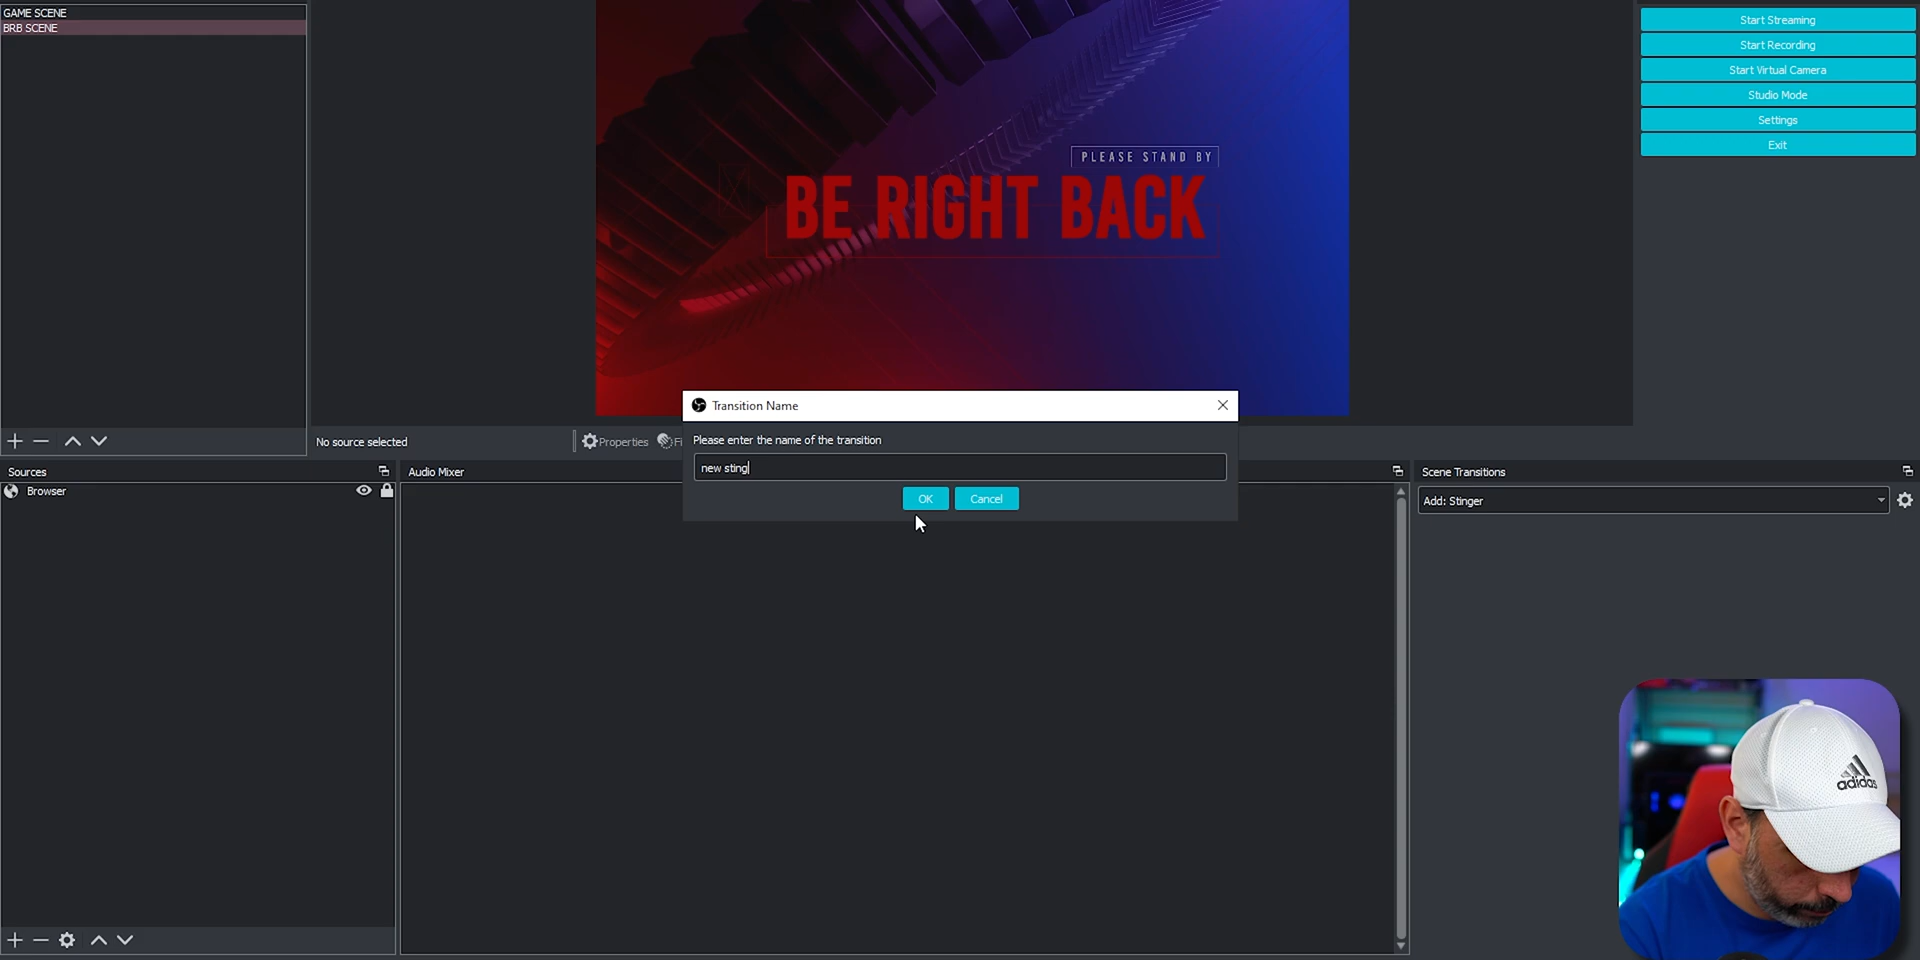 GAME SCENE
BRB SCENE
PLEASE STAND BY
BE RIGHT BACK
Start Streaming
Start Recording
Start Virtual Camera
Studio Mode
Settings
Exit
Transition Name
Please enter the name of the transition
new sting
OK
Cancel
No source selected
Properties
Fi
Sources
Browser
Audio Mixer
Scene Transitions
Add: Stinger
adidas